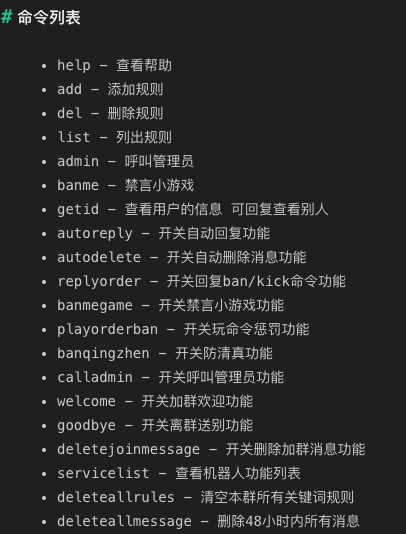 # 命令列表
• help – 查看帮助
• add – 添加规则
• del – 删除规则
• list – 列出规则
• admin – 呼叫管理员
• banme – 禁言小游戏
• getid – 查看用户的信息 可回复查看别人
• autoreply – 开关自动回复功能
• autodelete – 开关自动删除消息功能
• replyorder – 开关回复ban/kick命令功能
• banmegame – 开关禁言小游戏功能
• playorderban – 开关玩命令惩罚功能
• banqingzhen – 开关防清真功能
• calladmin – 开关呼叫管理员功能
• welcome – 开关加群欢迎功能
• goodbye – 开关离群送别功能
• deletejoinmessage – 开关删除加群消息功能
• servicelist – 查看机器人功能列表
• deleteallrules – 清空本群所有关键词规则
• deleteallmessage – 删除48小时内所有消息